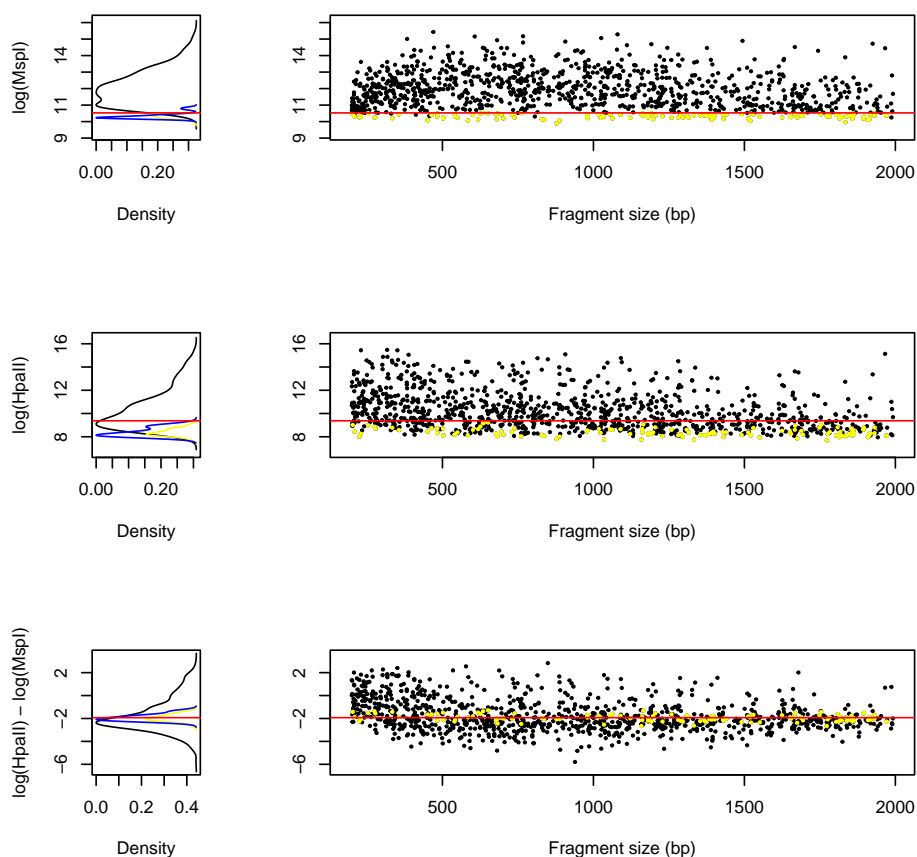 log(MspI)
9 11 14
0.00 0.20
Density
9 11 14
500 1000 1500 2000
Fragment size (bp)
log(HpaII)
8 12 16
0.00 0.20
Density
8 12 16
500 1000 1500 2000
Fragment size (bp)
log(HpaII) − log(MspI)
−6 −2 2
0.0 0.2 0.4
Density
−6 −2 2
500 1000 1500 2000
Fragment size (bp)